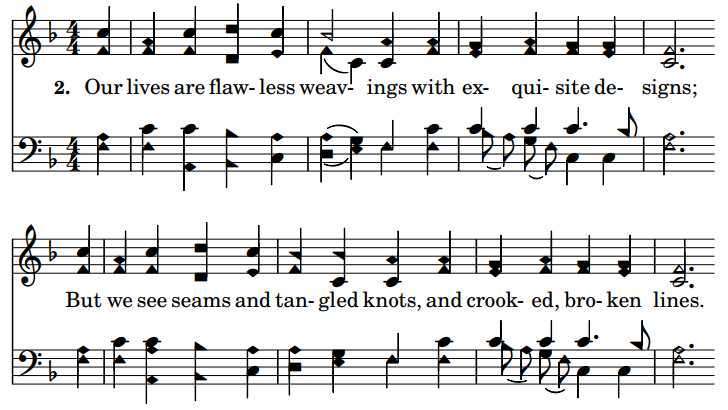 2. Our lives are flaw- less weav- ings with ex- qui- site de- signs;
But we see seams and tan- gled knots, and crook- ed, bro- ken lines.